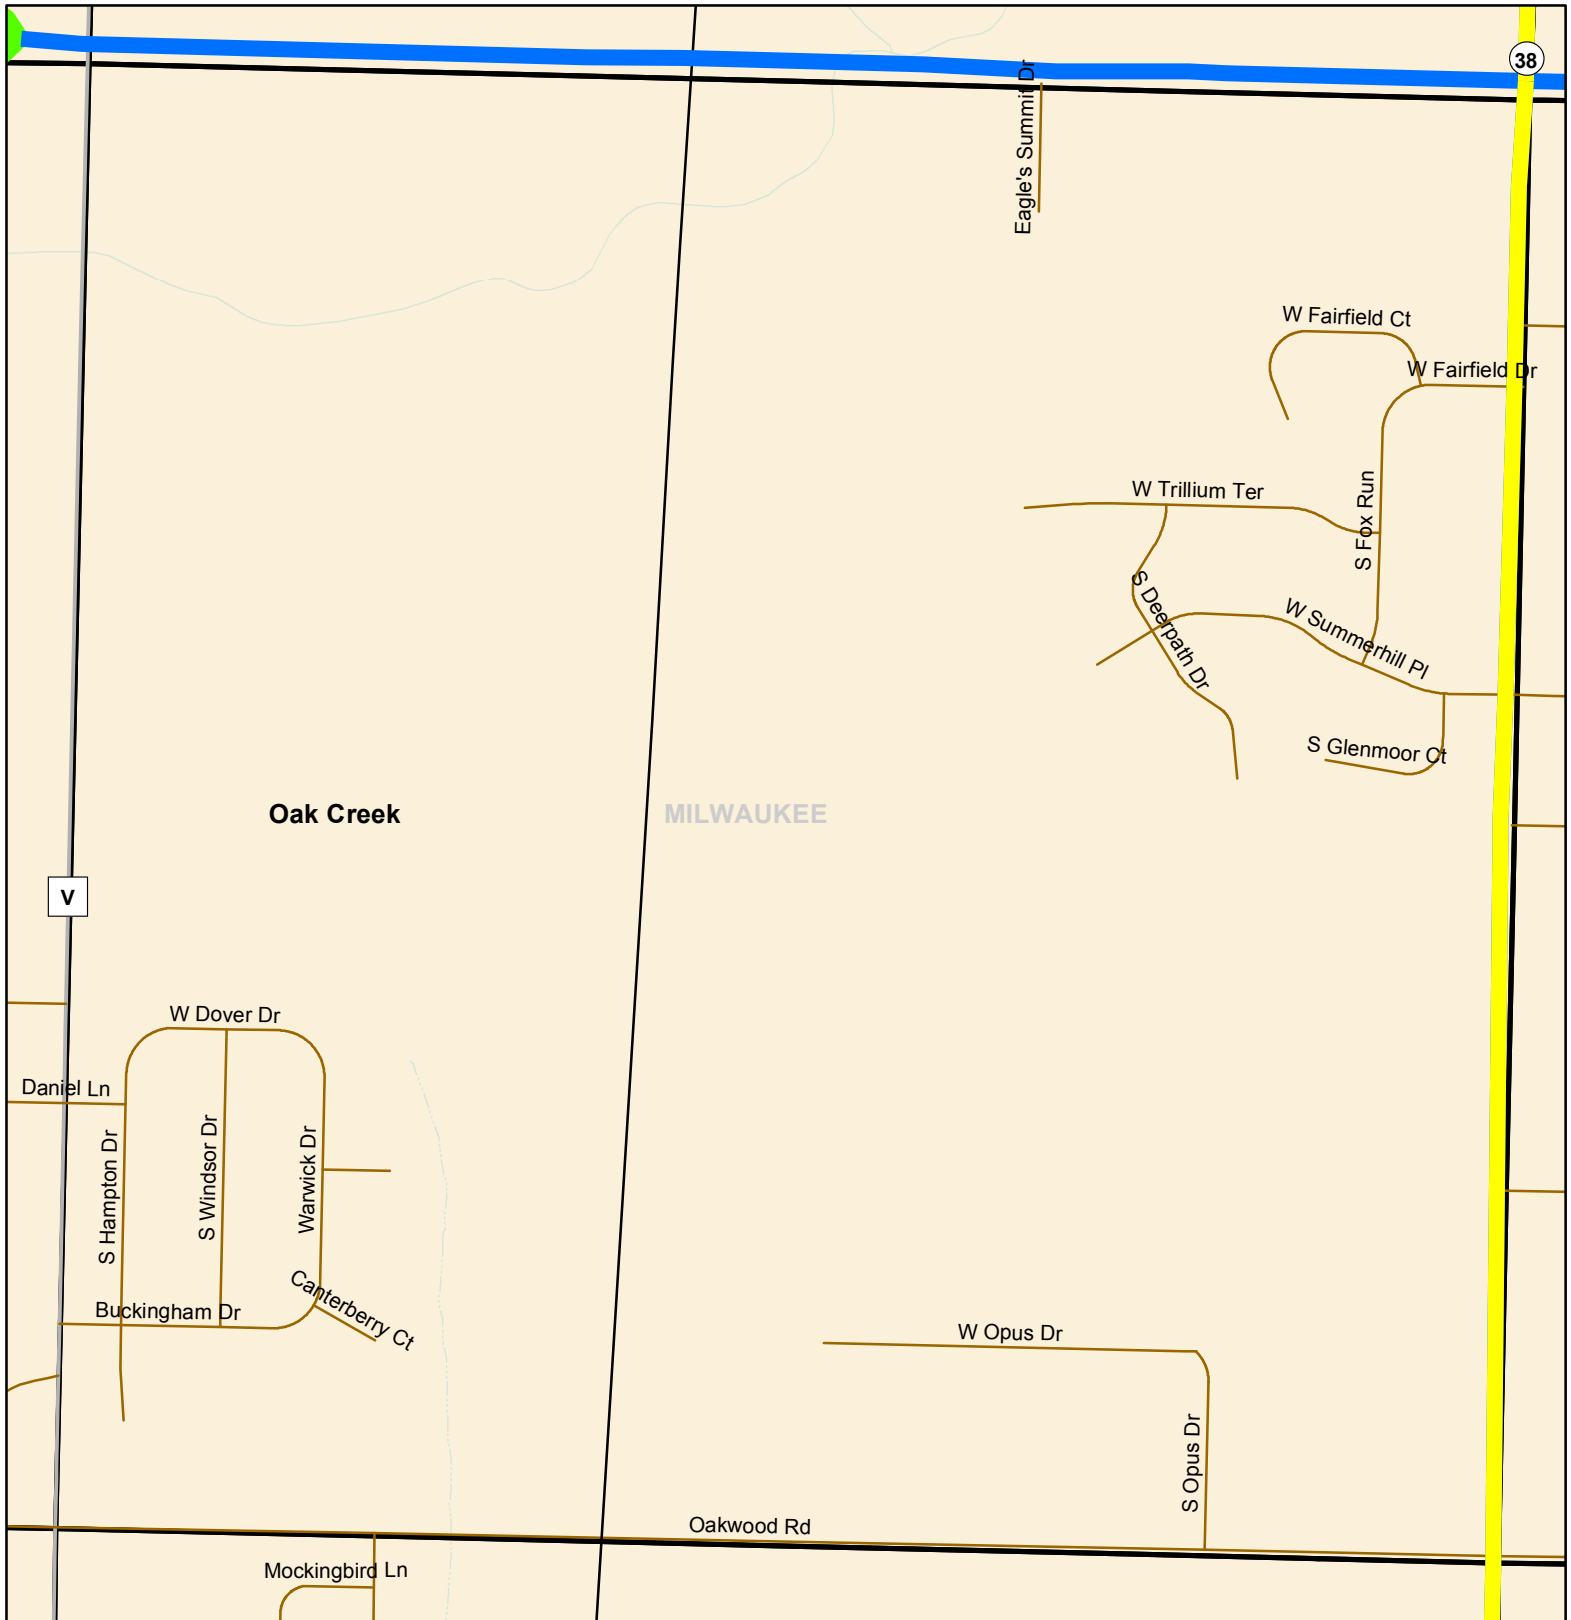 38
Eagle's Summit Dr
W Fairfield Ct
W Fairfield Dr
W Trillium Ter
S Fox Run
S Deerpath Dr
W Summerhill Pl
S Glenmoor Ct
Oak Creek
MILWAUKEE
V
W Dover Dr
Daniel Ln
S Hampton Dr
S Windsor Dr
Warwick Dr
Canterberry Ct
Buckingham Dr
W Opus Dr
S Opus Dr
Oakwood Rd
Mockingbird Ln